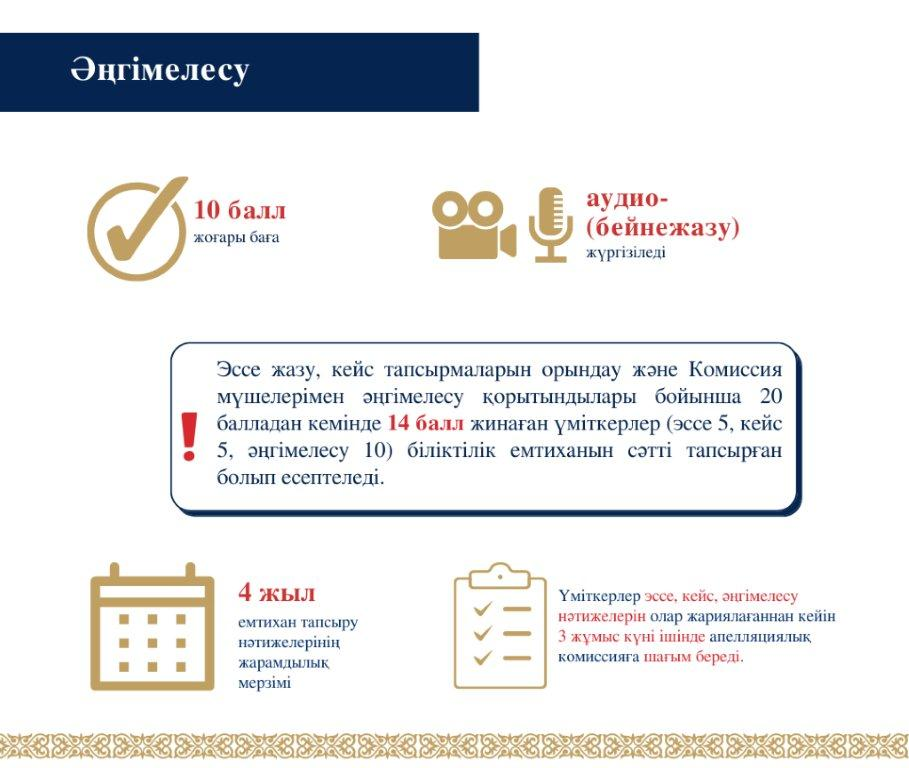 Әңгімелесу
10 балл
жоғары баға
аудио-
(бейнежазу)
жүргізіледі
Эссе жазу, кейс тапсырмаларын орындау және Комиссия
мүшелерімен әңгімелесу қорытындылары бойынша 20
балладан кемінде 14 балл жинаған үміткерлер (эссе 5, кейс
5, әңгімелесу 10) біліктілік емтиханын сәтті тапсырған
болып есептеледі.
4 жыл
емтихан тапсыру
нәтижелерінің
жарамдылық
мерзімі
Үміткерлер эссе, кейс, әңгімелесу
нәтижелерін олар жариялағаннан кейін
3 жұмыс күні ішінде апелляциялық
комиссияға шағым береді.